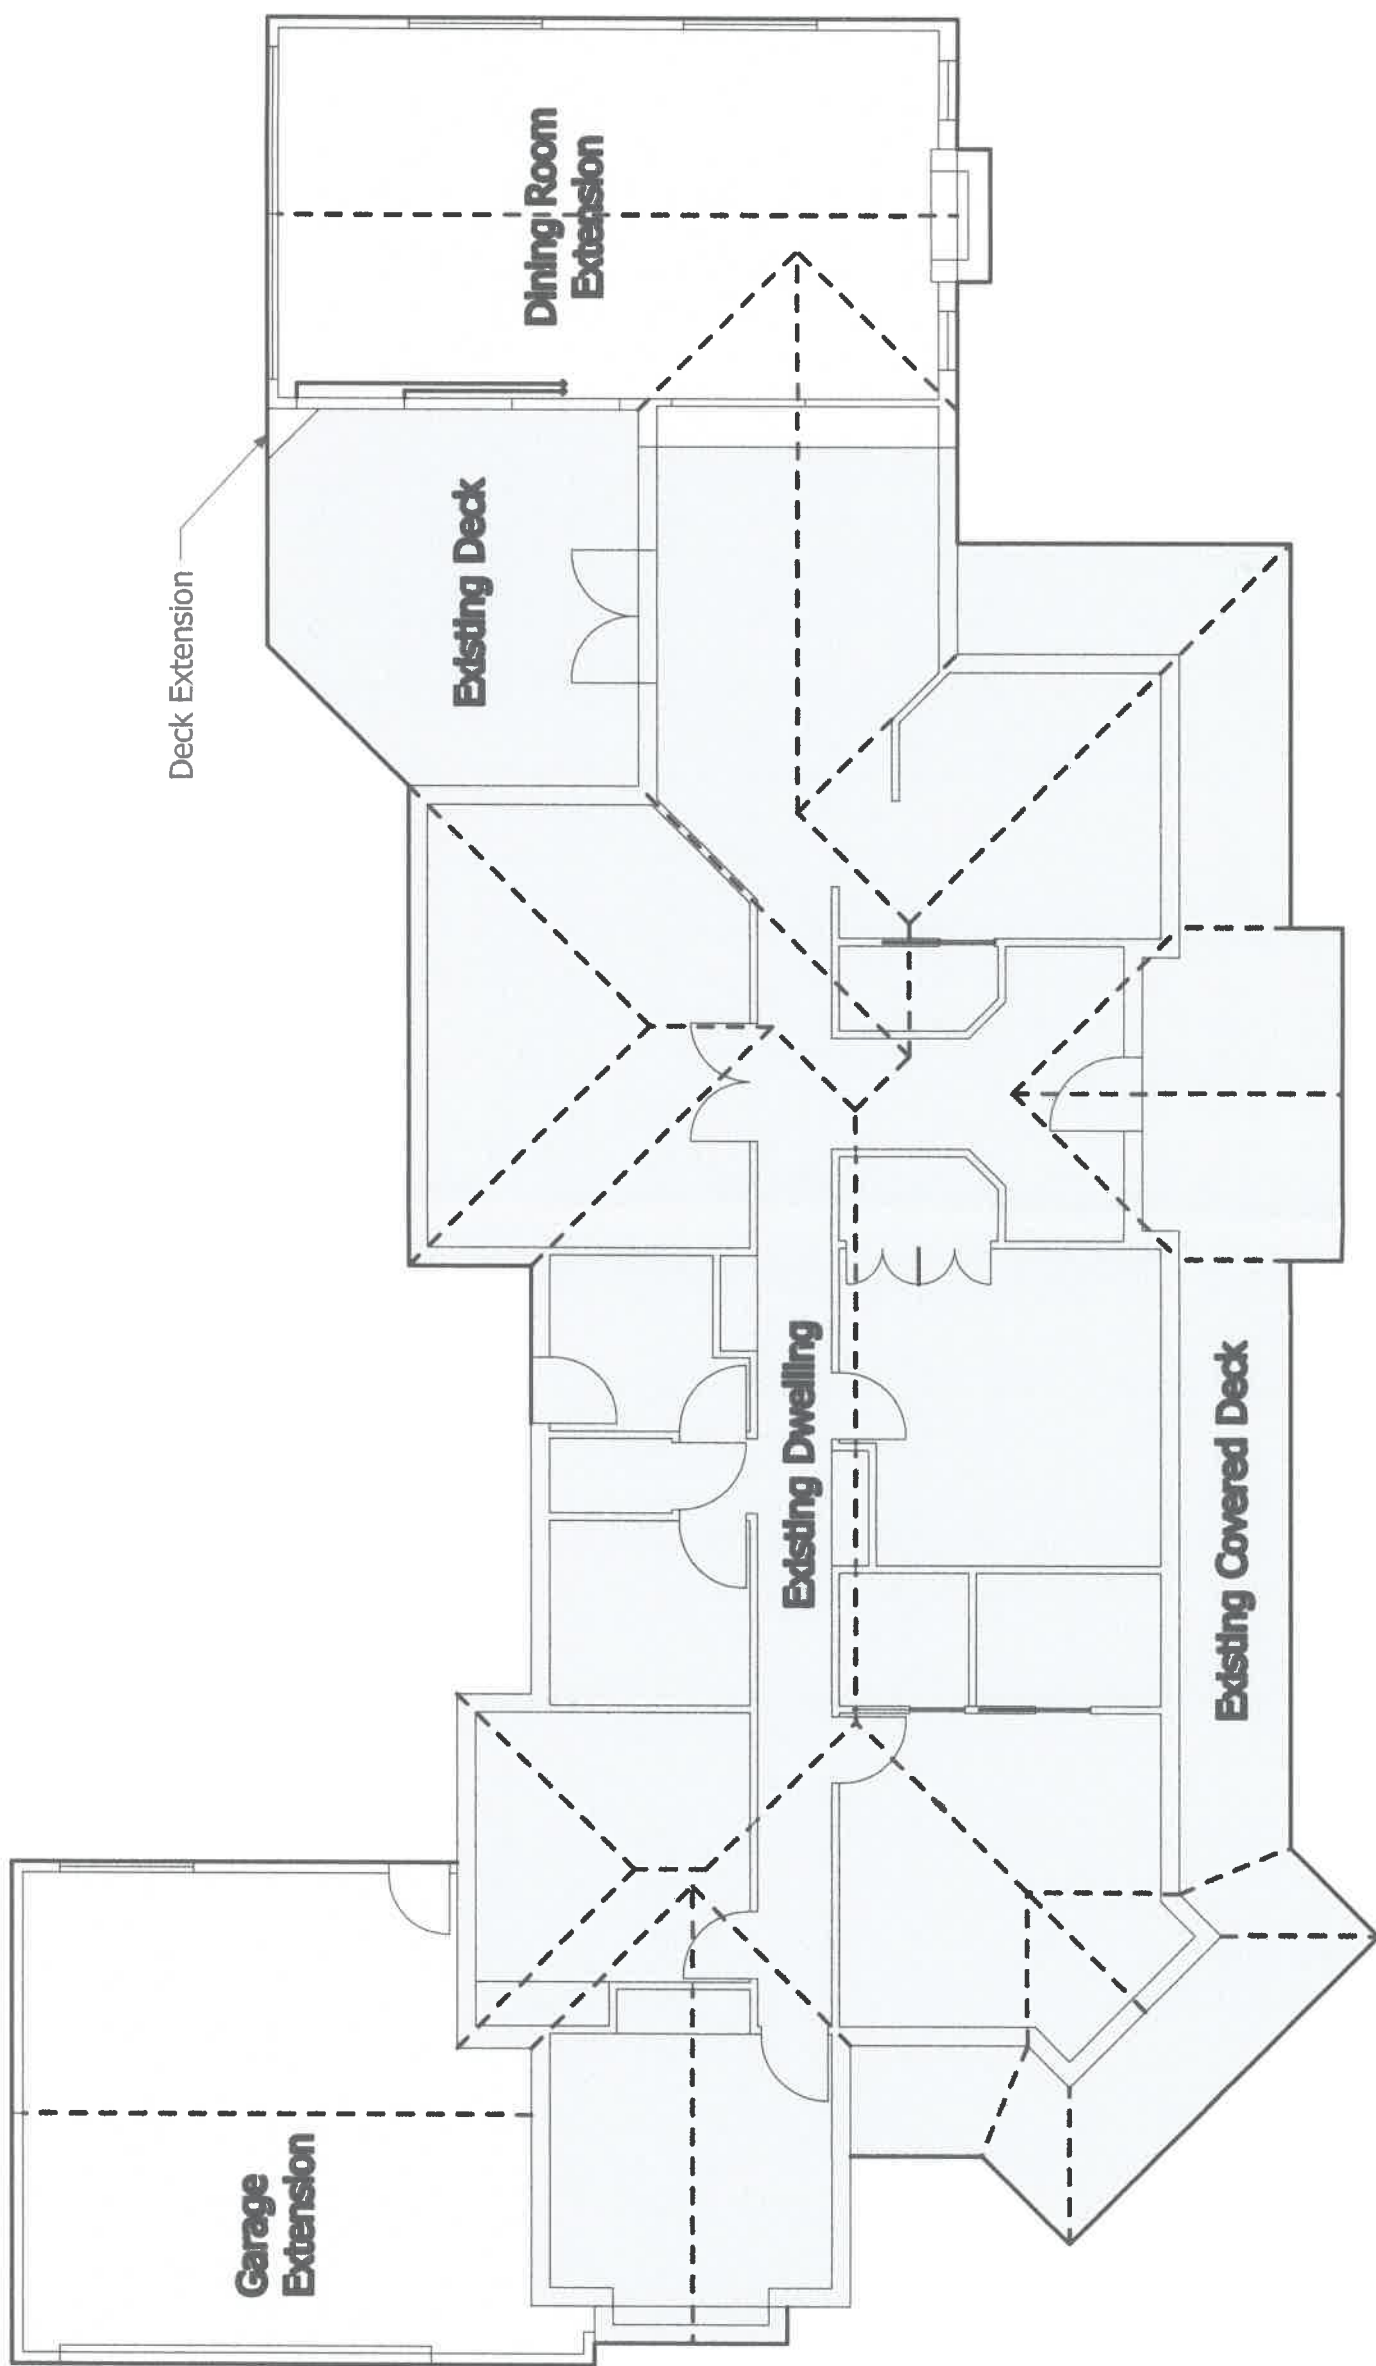 Deck Extension
Dining Room
Extension
Existing Deck
Existing Dwelling
Existing Covered Deck
Garage
Extension